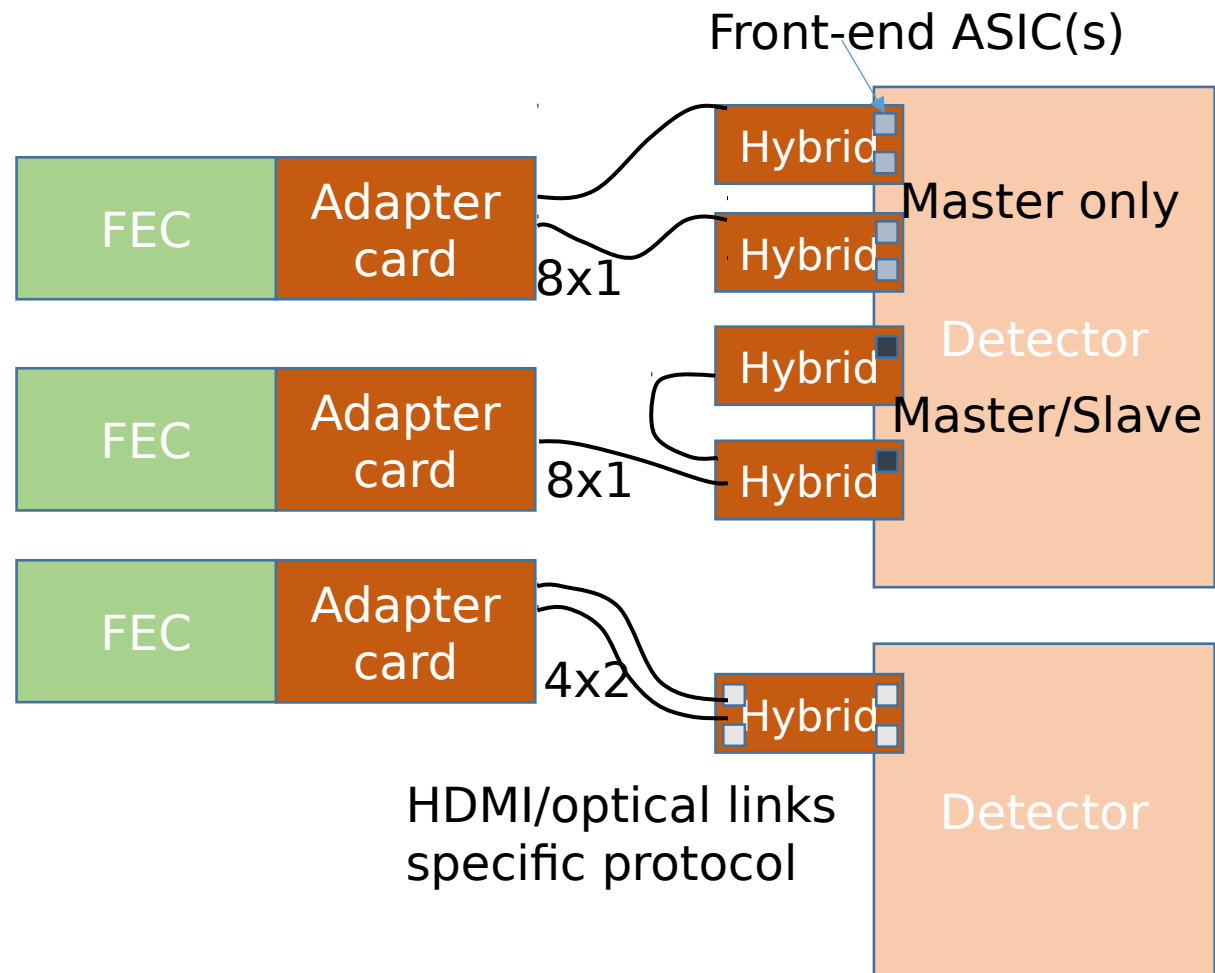 Front-end ASIC(s)
Hybrid
FEC
Adapter
card
Master only
Hybrid
8x1
Detector
Hybrid
FEC
Adapter
card
Master/Slave
8x1
Hybrid
FEC
Adapter
card
4x2
Hybrid
HDMI/optical links
specific protocol
Detector